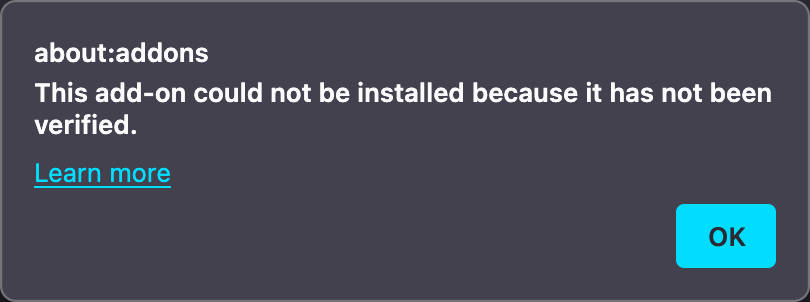 about:addons
This add-on could not be installed because it has not been
verified.
Learn more
OK